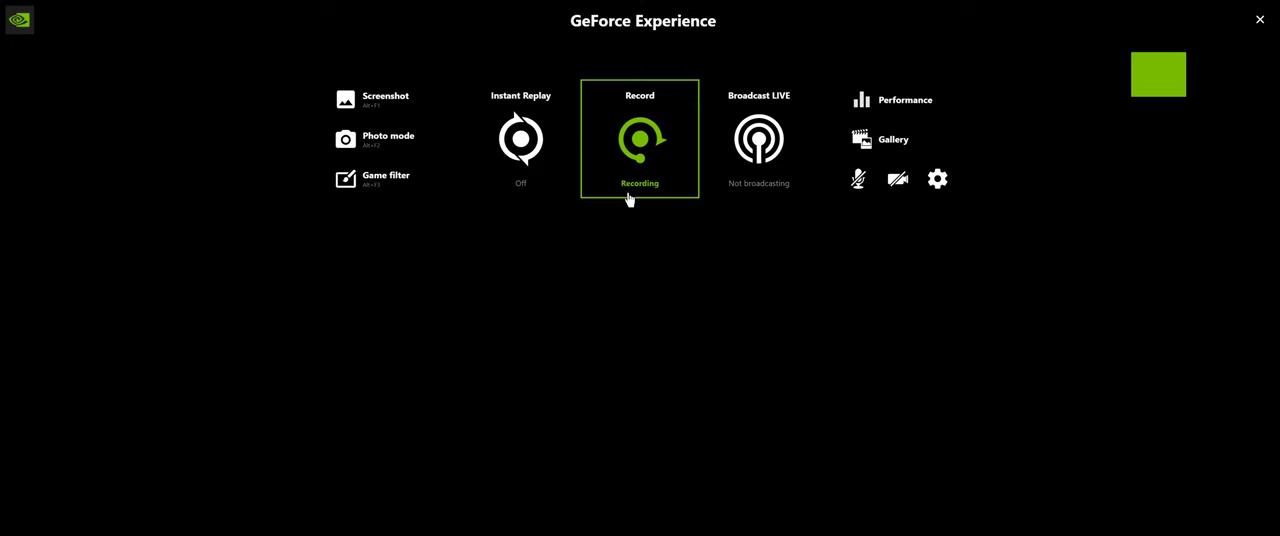 GeForce Experience
Screenshot
Alt+F1
Photo mode
Alt+F2
Game filter
Alt+F3
Instant Replay
Off
Record
Recording
Broadcast LIVE
Not broadcasting
Performance
Gallery